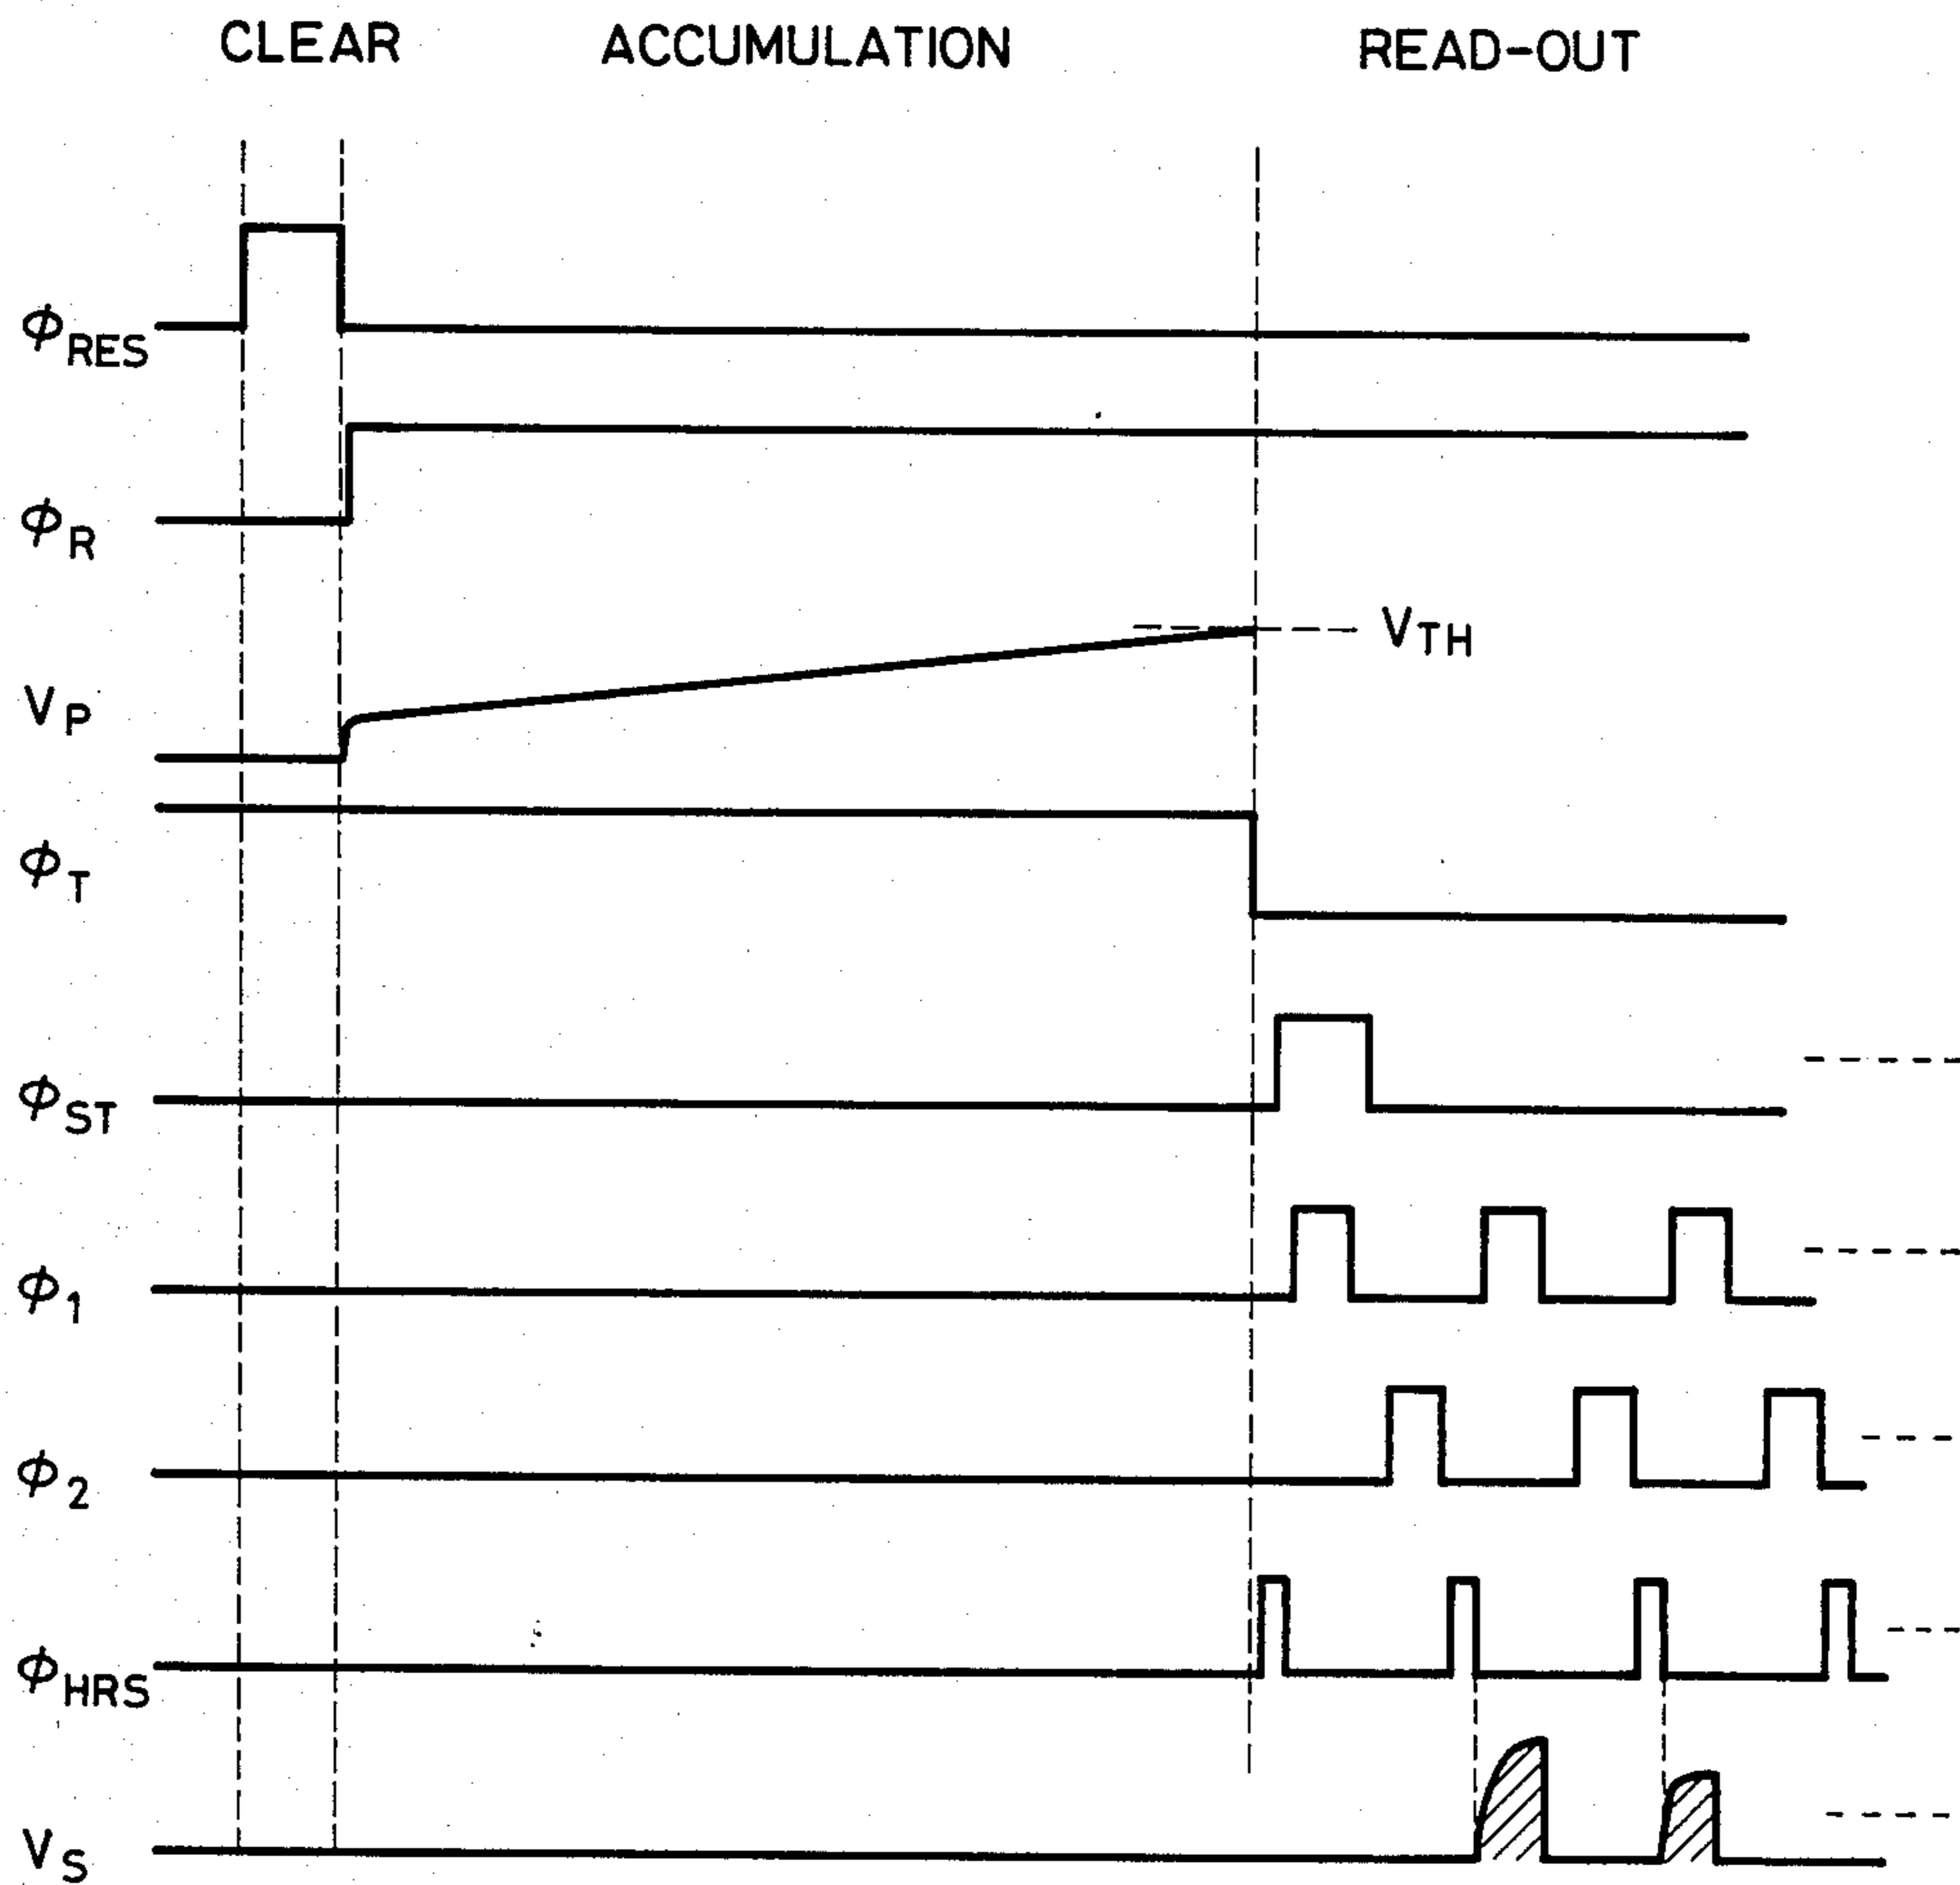 CLEAR ACCUMULATION READ-OUT
ϕRES
ϕR
VTH
VP
ϕT
ϕST
ϕ1
ϕ2
ϕHRS
VS